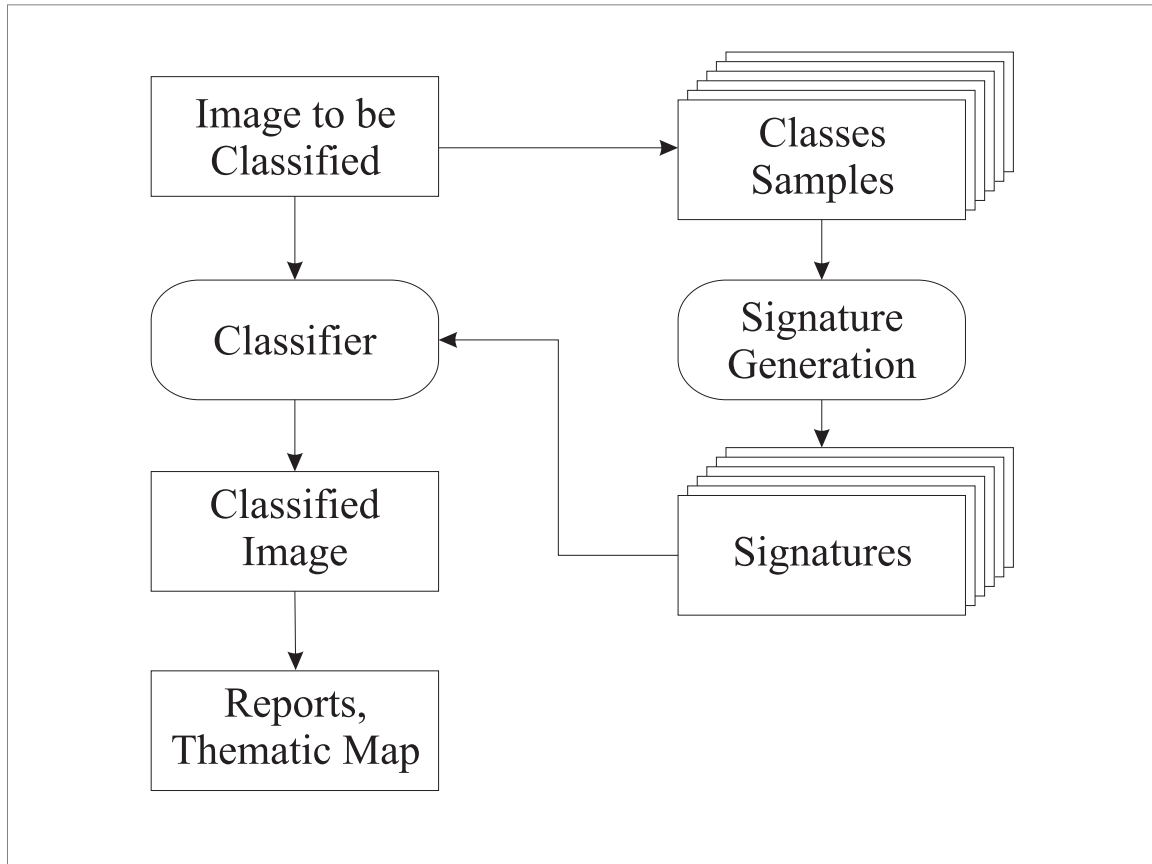 Image to be
Classified
Classes
Samples
Classifier
Signature
Generation
Classified
Image
Signatures
Reports,
Thematic Map